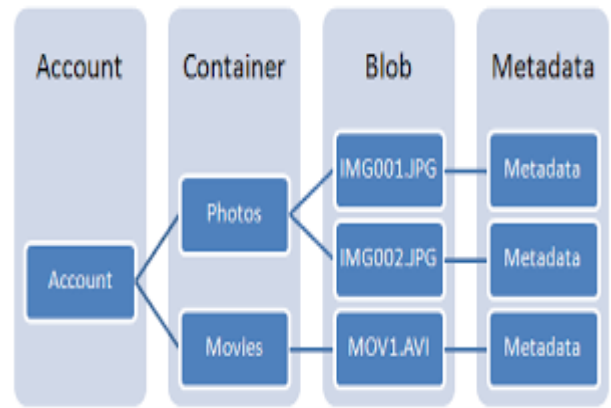 Account Container Blob Metadata
IMG001.JPG Metadata
Photos
IMG002.JPG Metadata
Account
Movies MOV1.AVI Metadata